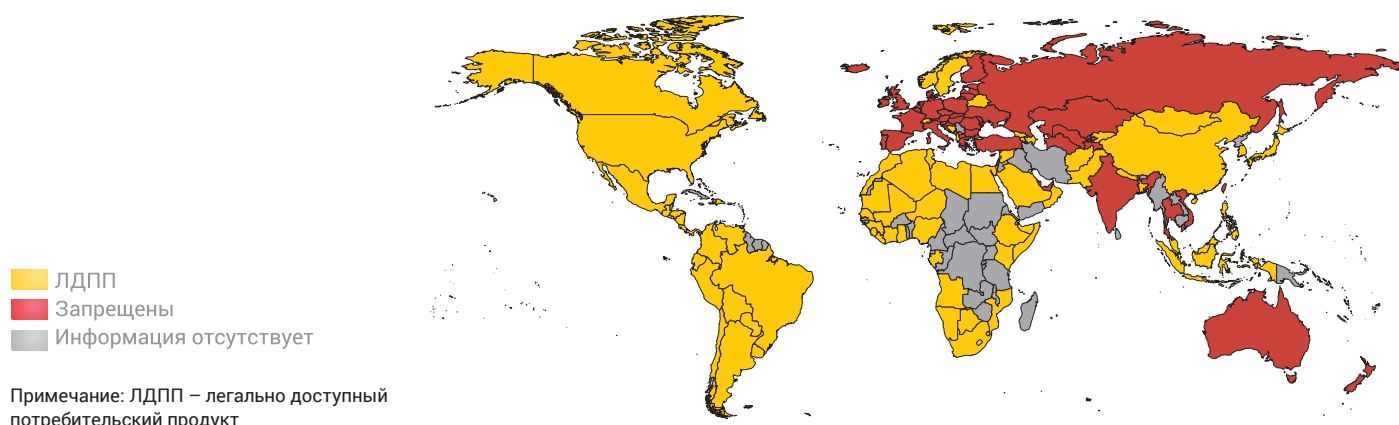 ЛДПП
Запрещены
Информация отсутствует
Примечание: ЛДПП – легально доступный
потребительский продукт